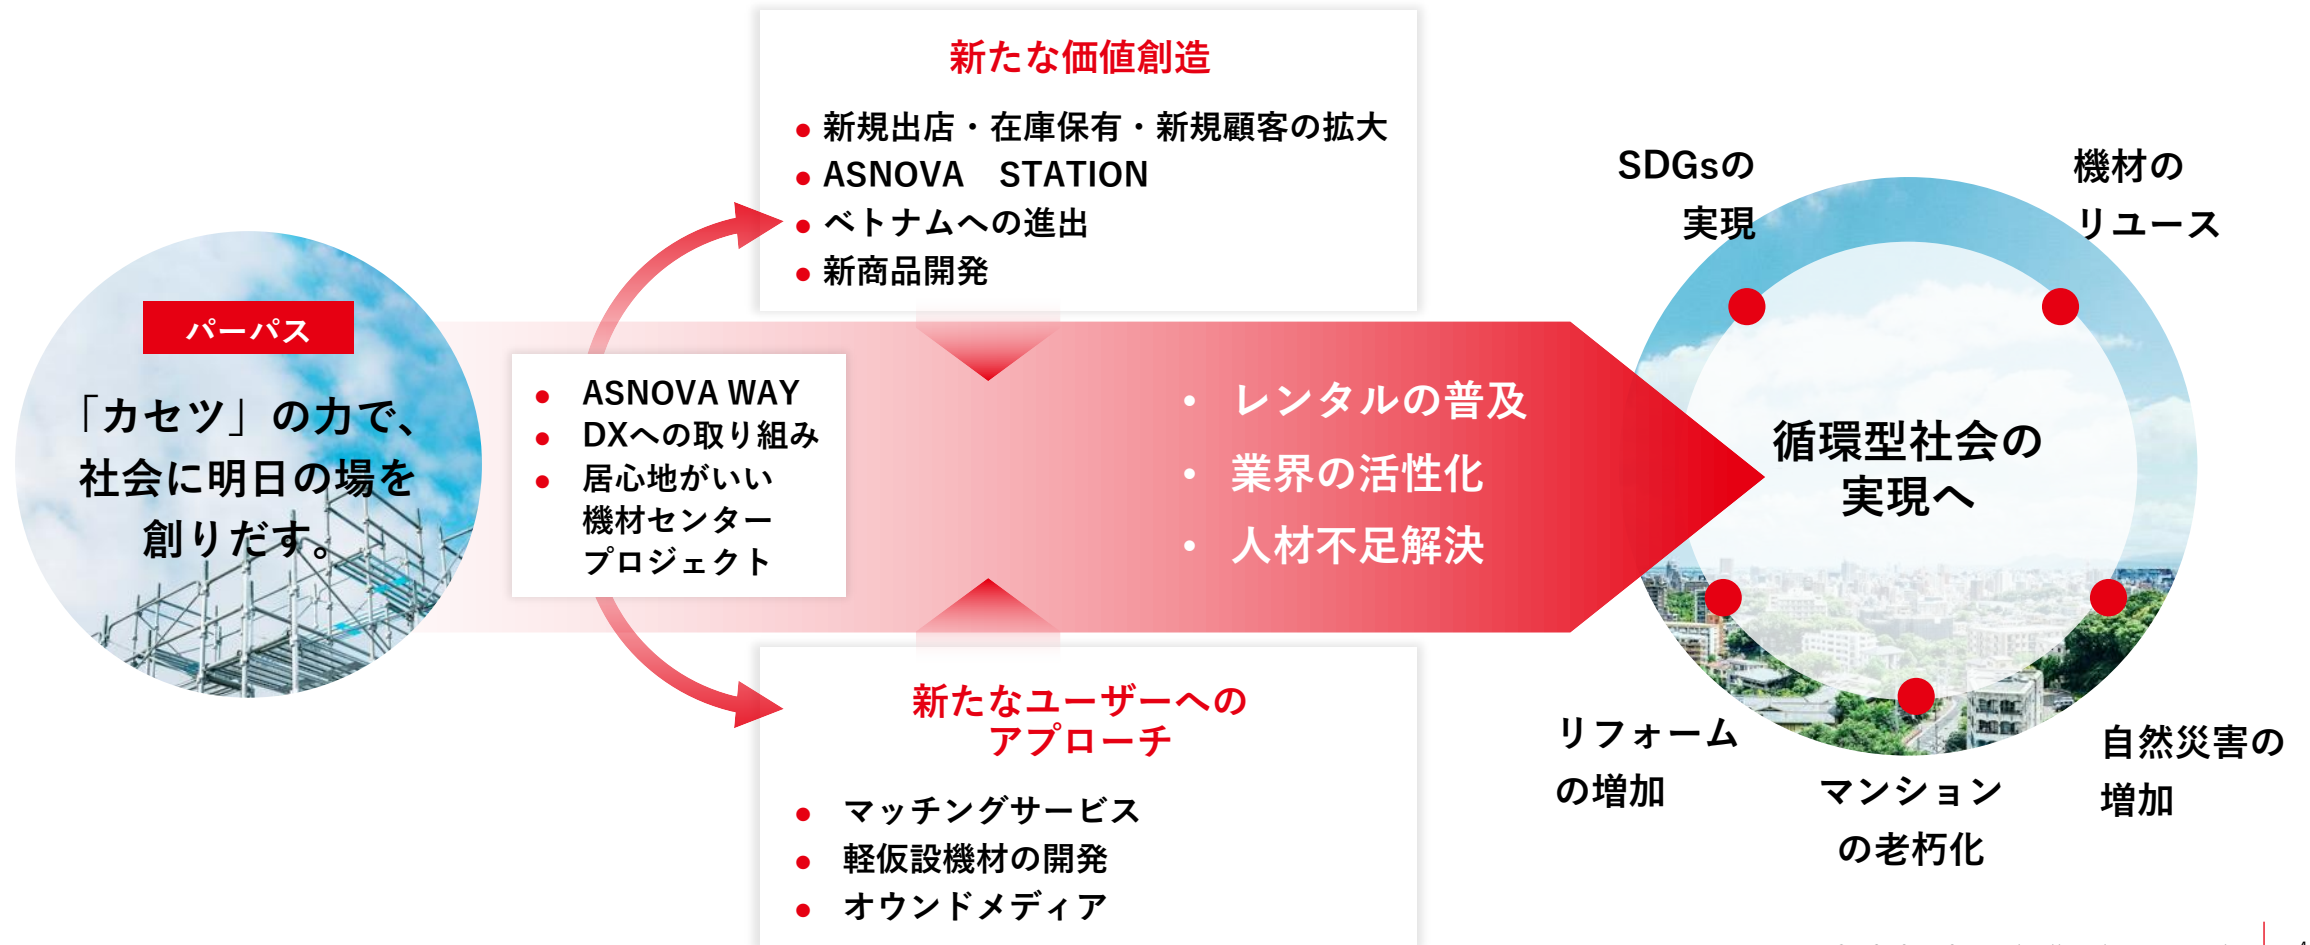 パーパス
「カセツ」の力で、
社会に明日の場を
創りだす。
ASNOVA WAY
DXへの取り組み
居心地がいい
機材センター
プロジェクト
新たな価値創造
新規出店・在庫保有・新規顧客の拡大
ASNOVA　STATION
ベトナムへの進出
新商品開発
新たなユーザーへの
アプローチ
マッチングサービス
軽仮設機材の開発
オウンドメディア
・ レンタルの普及
・ 業界の活性化
・ 人材不足解決
循環型社会の
実現へ
SDGsの
実現
機材の
リユース
リフォーム
の増加
マンション
の老朽化
自然災害の
増加